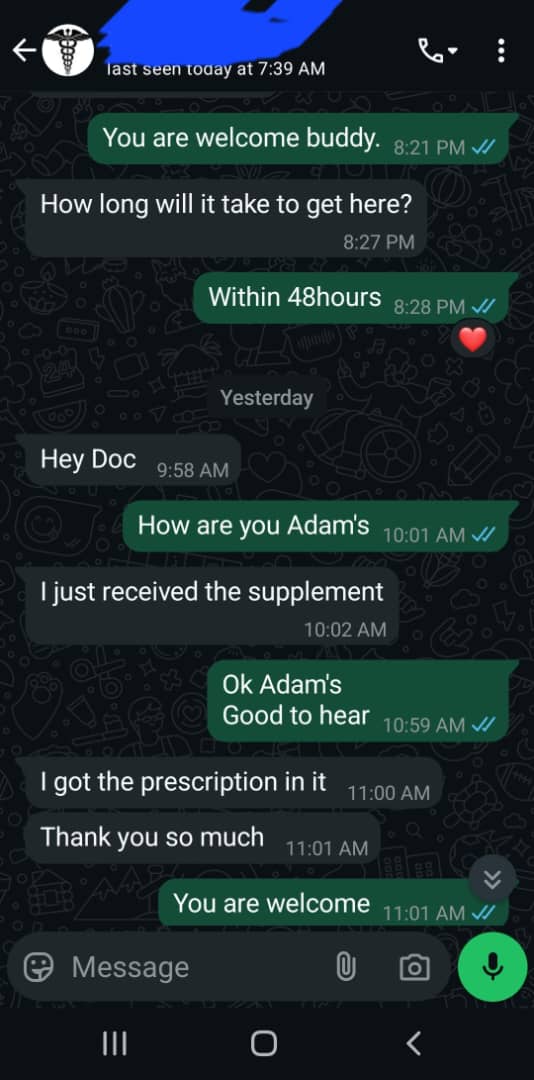 last seen today at 7:39 AM
You are welcome buddy. 8:21 PM
How long will it take to get here?
8:27 PM
Within 48hours 8:28 PM
Yesterday
Hey Doc 9:58 AM
How are you Adam's 10:01 AM
I just received the supplement
10:02 AM
Ok Adam's
Good to hear 10:59 AM
I got the prescription in it 11:00 AM
Thank you so much 11:01 AM
You are welcome 11:01 AM
Message